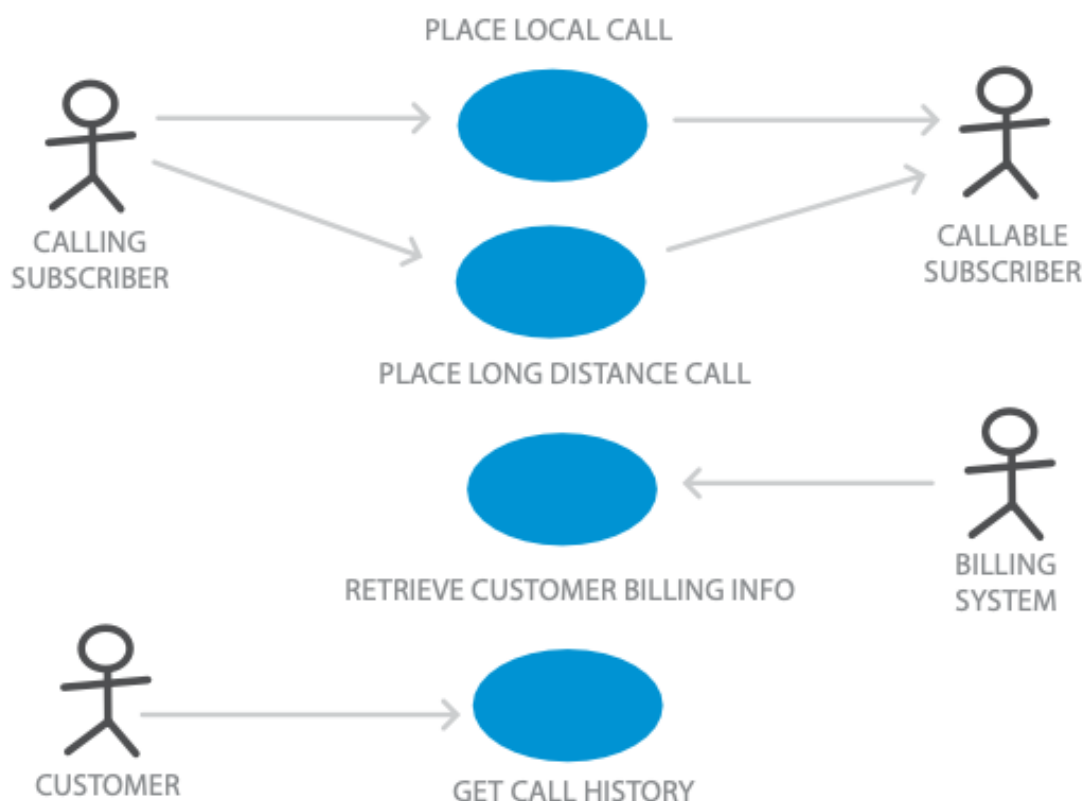 PLACE LOCAL CALL
CALLING
SUBSCRIBER
CALLABLE
SUBSCRIBER
PLACE LONG DISTANCE CALL
BILLING
SYSTEM
RETRIEVE CUSTOMER BILLING INFO
CUSTOMER
GET CALL HISTORY